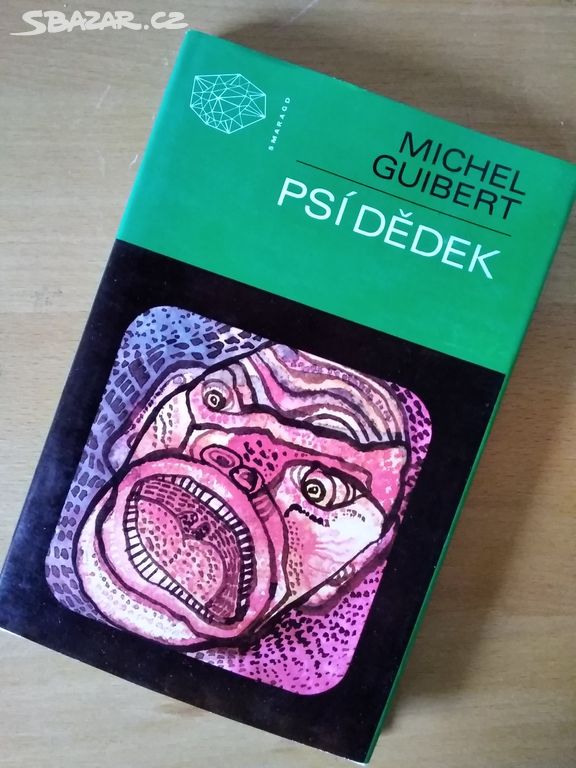 SBAZAR.CZ
SMARAGD
MICHEL
GUIBERT
PSÍ DĚDEK